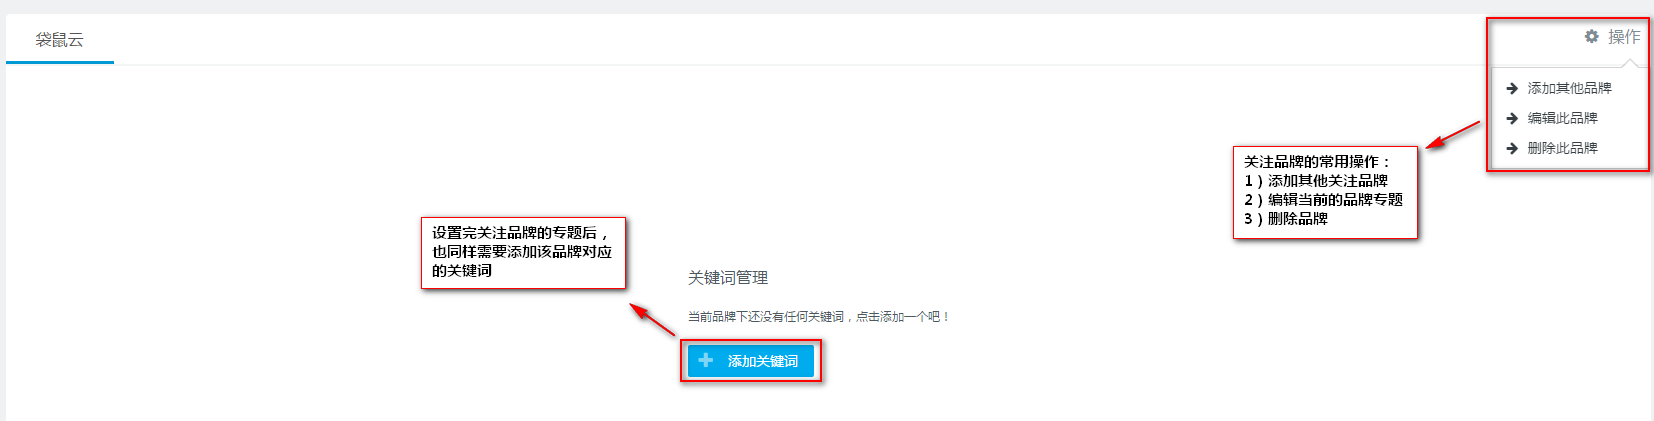 袋鼠云
操作
添加其他品牌
编辑此品牌
删除此品牌
关注品牌的常用操作：
1）添加其他关注品牌
2）编辑当前的品牌专题
3）删除品牌
设置完关注品牌的专题后，
也同样需要添加该品牌对应
的关键词
关键词管理
当前品牌下还没有任何关键词，点击添加一个吧！
添加关键词